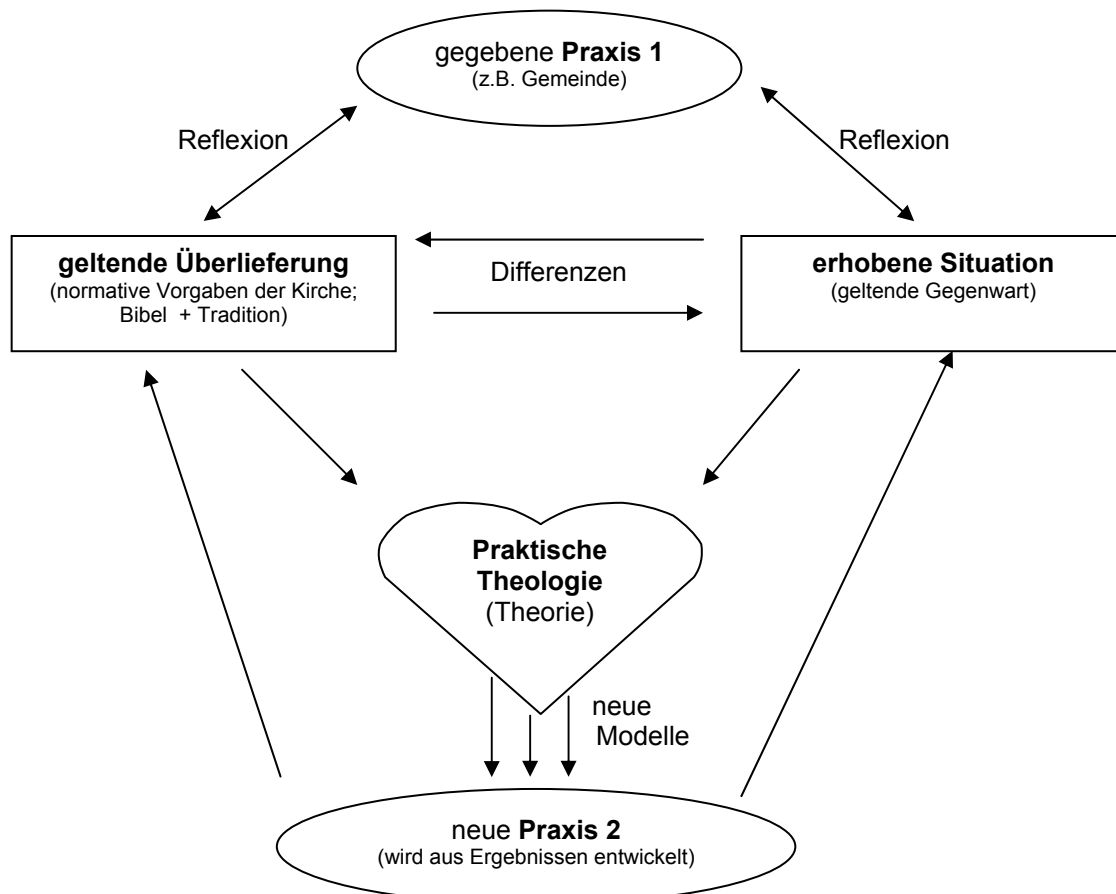 gegebene Praxis 1
(z.B. Gemeinde)
Reflexion
Reflexion
geltende Überlieferung
(normative Vorgaben der Kirche;
Bibel + Tradition)
Differenzen
erhobene Situation
(geltende Gegenwart)
Praktische
Theologie
(Theorie)
neue
Modelle
neue Praxis 2
(wird aus Ergebnissen entwickelt)